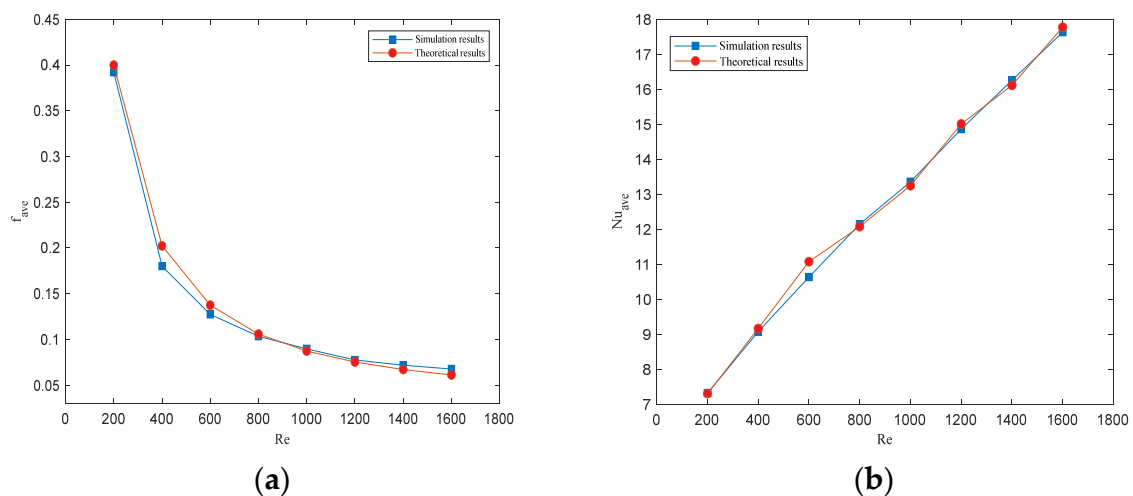 0.45
0.4
0.35
0.3
0.25
0.2
0.15
0.1
0.05
f_ave
Simulation results
Theoretical results
0 200 400 600 800 1000 1200 1400 1600 1800
Re
(a)
18
17
16
15
14
13
12
11
10
9
8
7
Nu_ave
Simulation results
Theoretical results
0 200 400 600 800 1000 1200 1400 1600 1800
Re
(b)